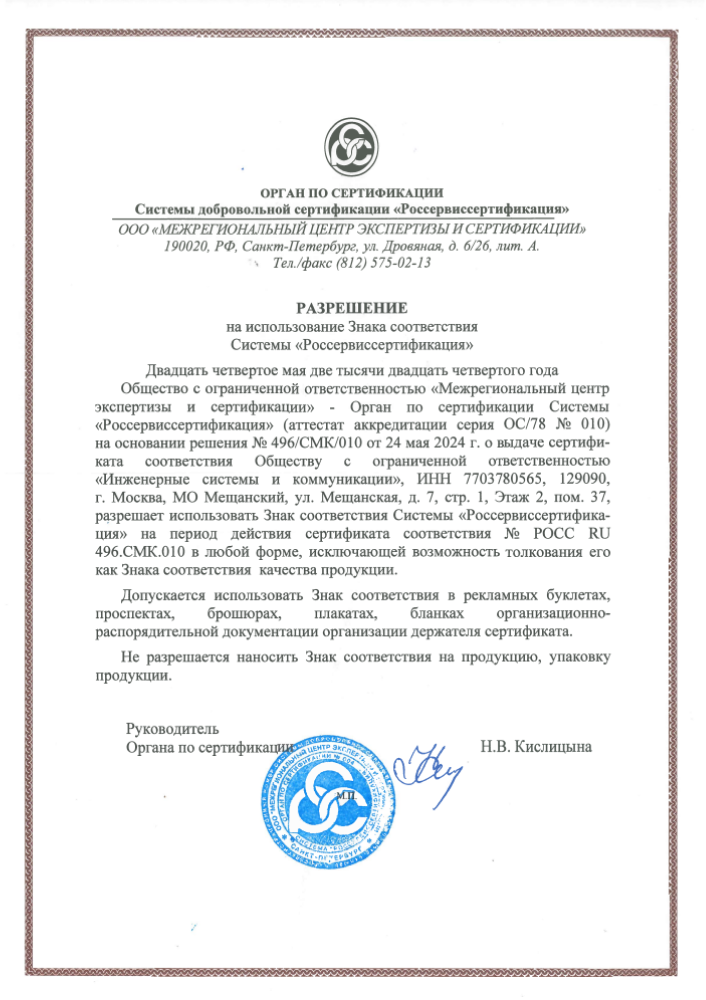 ОРГАН ПО СЕРТИФИКАЦИИ
Системы добровольной сертификации «Россервиссертификация»
ООО «МЕЖРЕГИОНАЛЬНЫЙ ЦЕНТР ЭКСПЕРТИЗЫ И СЕРТИФИКАЦИИ»
190020, РФ, Санкт-Петербург, ул. Дровяная, д. 6/26, лит. А.
Тел./факс (812) 575-02-13
РАЗРЕШЕНИЕ
на использование Знака соответствия
Системы «Россервиссертификация»
Двадцать четвертое мая две тысячи двадцать четвертого года
Общество с ограниченной ответственностью «Межрегиональный центр
экспертизы и сертификации» - Орган по сертификации Системы
«Россервиссертификация» (аттестат аккредитации серия ОС/78 № 010)
на основании решения № 496/СМК/010 от 24 мая 2024 г. о выдаче сертифи-
ката соответствия Обществу с ограниченной ответственностью
«Инженерные системы и коммуникации», ИНН 7703780565, 129090,
г. Москва, МО Мещанский, ул. Мещанская, д. 7, стр. 1, Этаж 2, пом. 37,
разрешает использовать Знак соответствия Системы «Россервиссертифика-
ция» на период действия сертификата соответствия № РОСС RU
496.СМК.010 в любой форме, исключающей возможность толкования его
как Знака соответствия качества продукции.
Допускается использовать Знак соответствия в рекламных буклетах,
проспектах, брошюрах, плакатах, бланках организационно-
распорядительной документации организации держателя сертификата.
Не разрешается наносить Знак соответствия на продукцию, упаковку
продукции.
Руководитель
Органа по сертификации
Н.В. Кислицына
М.П.
САНКТ-ПЕТЕРБУРГ